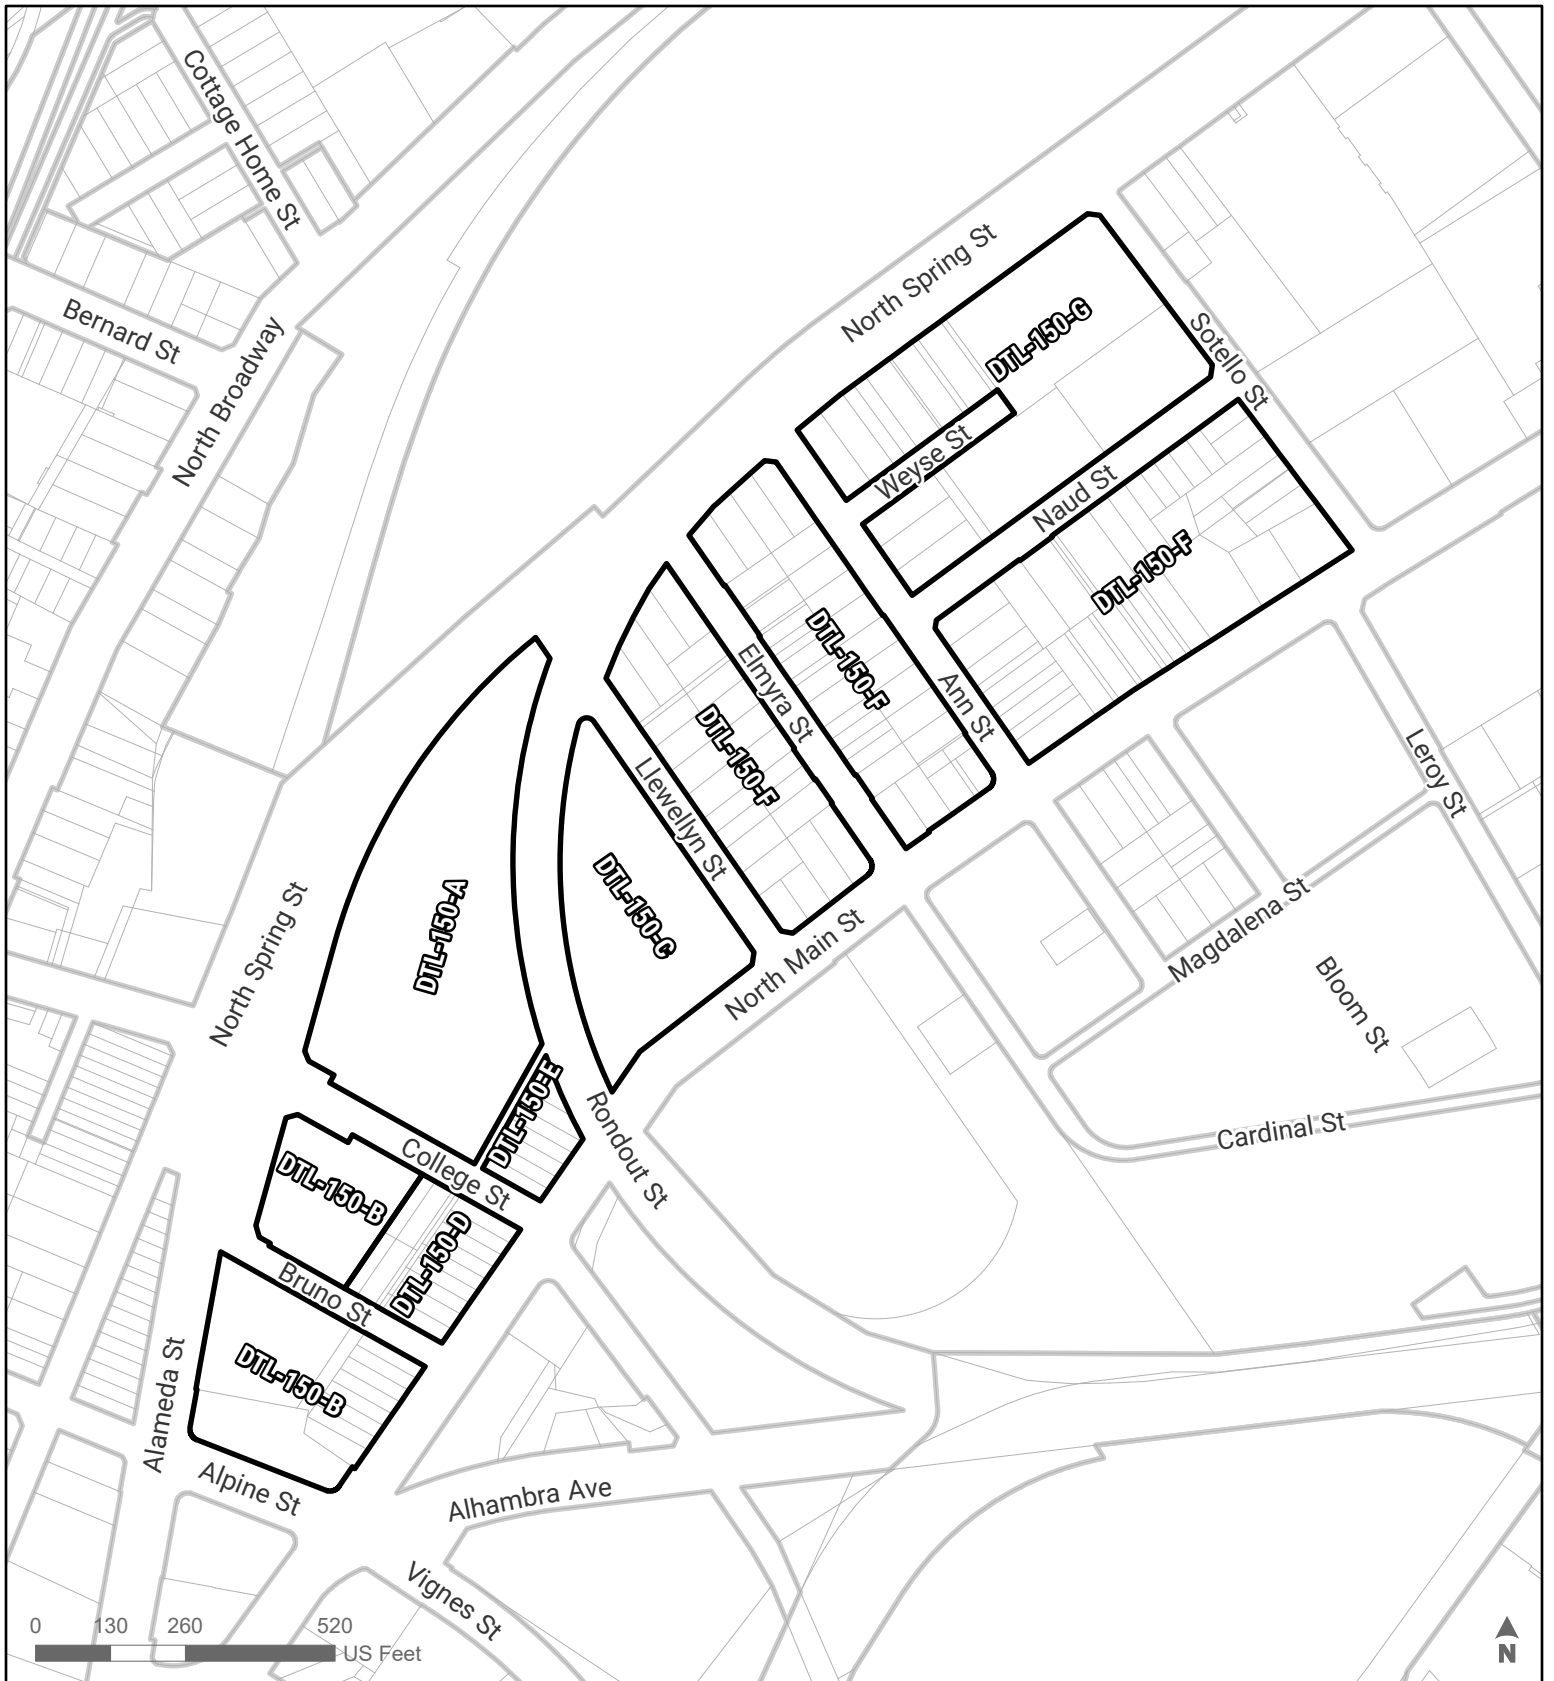 Cottage Home St
Bernard St
North Broadway
North Spring St
DTL-150-G
Sotello St
Weyse St
Naud St
DTL-150-F
DTL-150-F
Elmyra St
Ann St
DTL-150-F
Llewellyn St
Leroy St
DTL-150-A
DTL-150-C
North Spring St
North Main St
Magdalena St
Bloom St
DTL-150-E
Rondout St
Cardinal St
College St
DTL-150-B
DTL-150-D
Bruno St
DTL-150-B
Alameda St
Alpine St
Alhambra Ave
Vignes St
0 130 260 520
US Feet
N